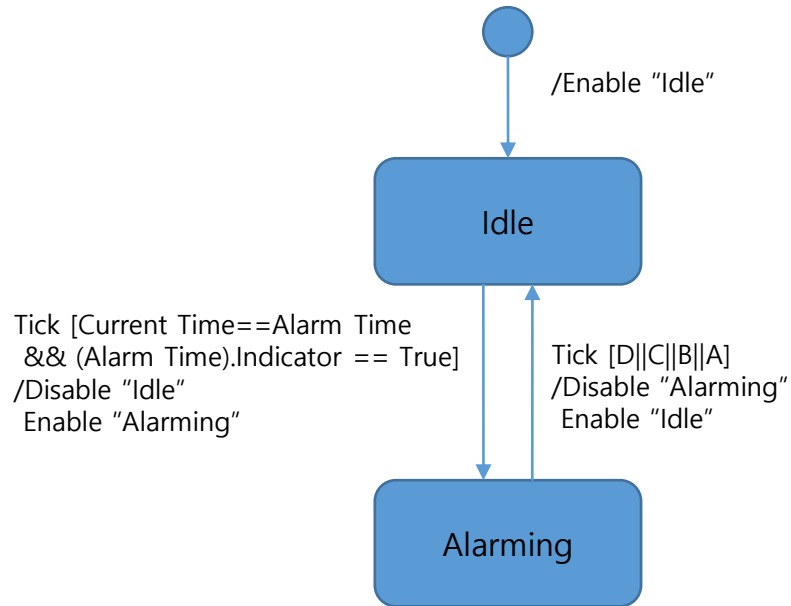 /Enable “Idle”
Idle
Tick [Current Time==Alarm Time
&& (Alarm Time).Indicator == True]
/Disable “Idle”
Enable “Alarming”
Tick [D||C||B||A]
/Disable “Alarming”
Enable “Idle”
Alarming